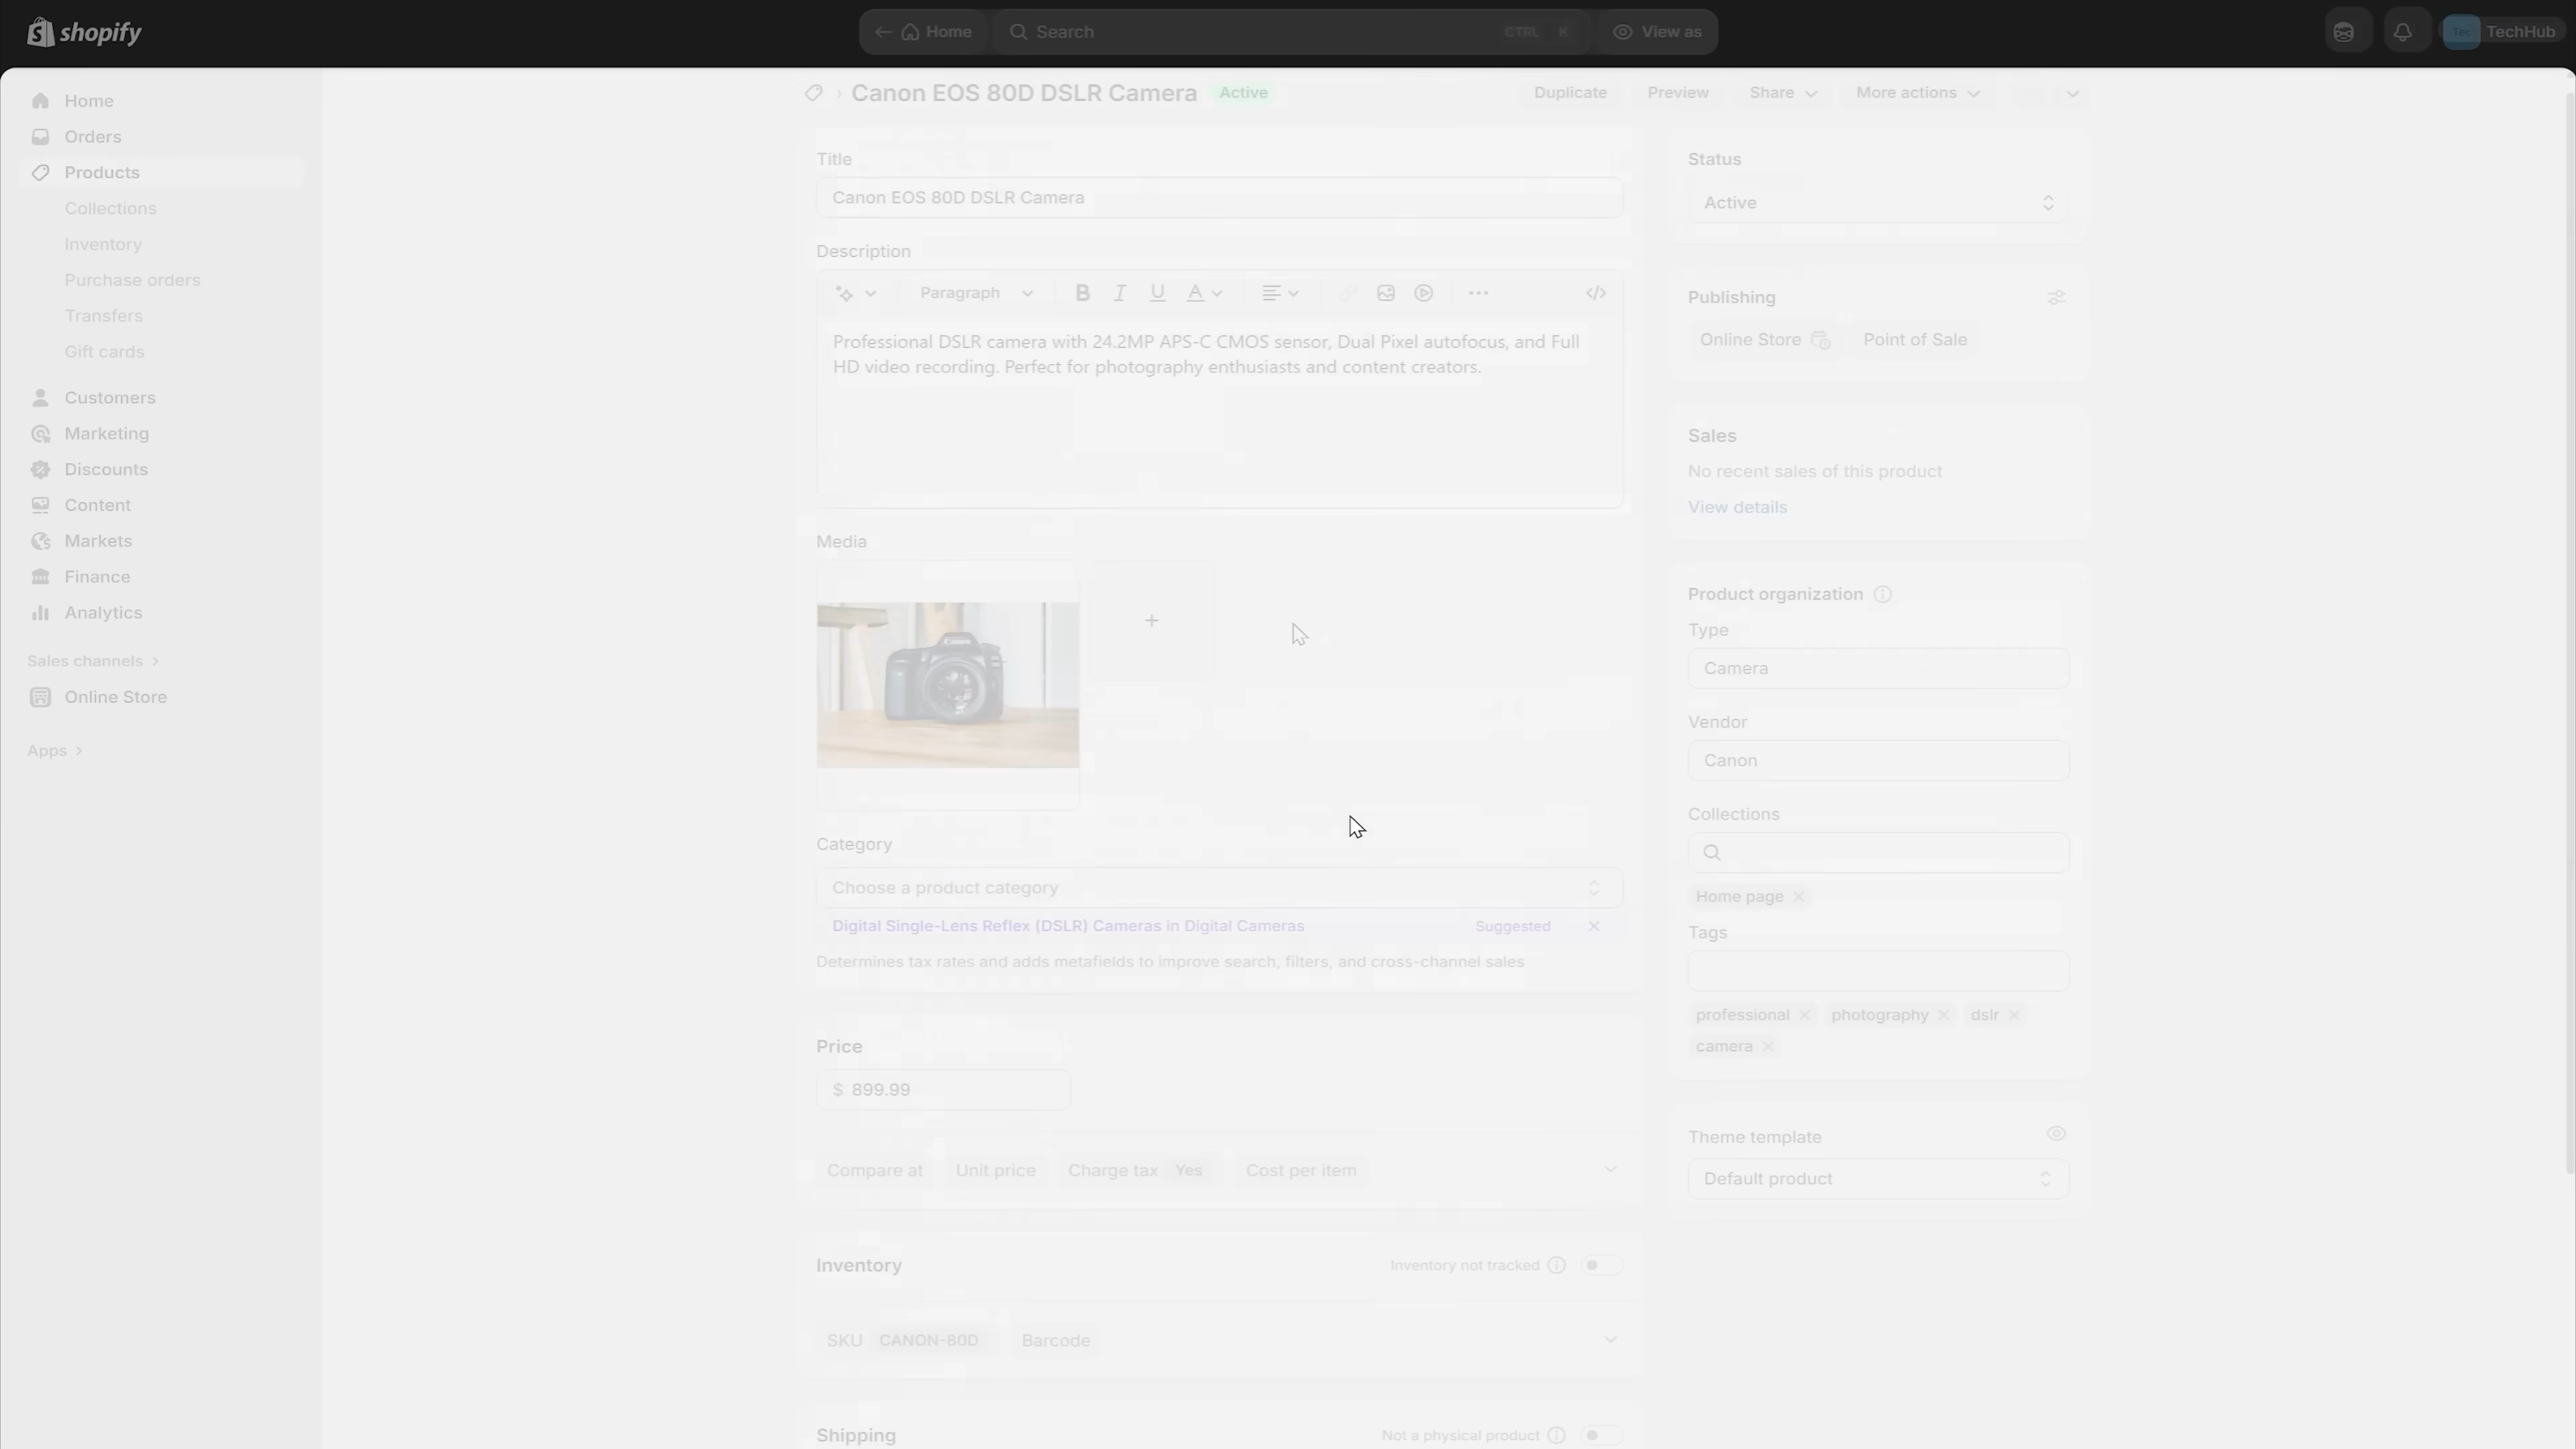 shopify
Home
Search
CTRL K
View as
Tec
TechHub
Home
Orders
Products
Collections
Inventory
Purchase orders
Transfers
Gift cards
Customers
Marketing
Discounts
Content
Markets
Finance
Analytics
Sales channels
Online Store
Apps
Canon EOS 80D DSLR Camera
Active
Duplicate
Preview
Share
More actions
Title
Canon EOS 80D DSLR Camera
Description
Paragraph
B I U A
Professional DSLR camera with 24.2MP APS-C CMOS sensor, Dual Pixel autofocus, and Full
HD video recording. Perfect for photography enthusiasts and content creators.
Media
Canon
Category
Choose a product category
Digital Single-Lens Reflex (DSLR) Cameras in Digital Cameras
Suggested
Determines tax rates and adds metafields to improve search, filters, and cross-channel sales
Price
$ 899.99
Compare at
Unit price
Charge tax Yes
Cost per item
Inventory
Inventory not tracked
SKU CANON-80D
Barcode
Shipping
Not a physical product
Status
Active
Publishing
Online Store
Point of Sale
Sales
No recent sales of this product
View details
Product organization
Type
Camera
Vendor
Canon
Collections
Home page
Tags
professional
photography
dslr
camera
Theme template
Default product